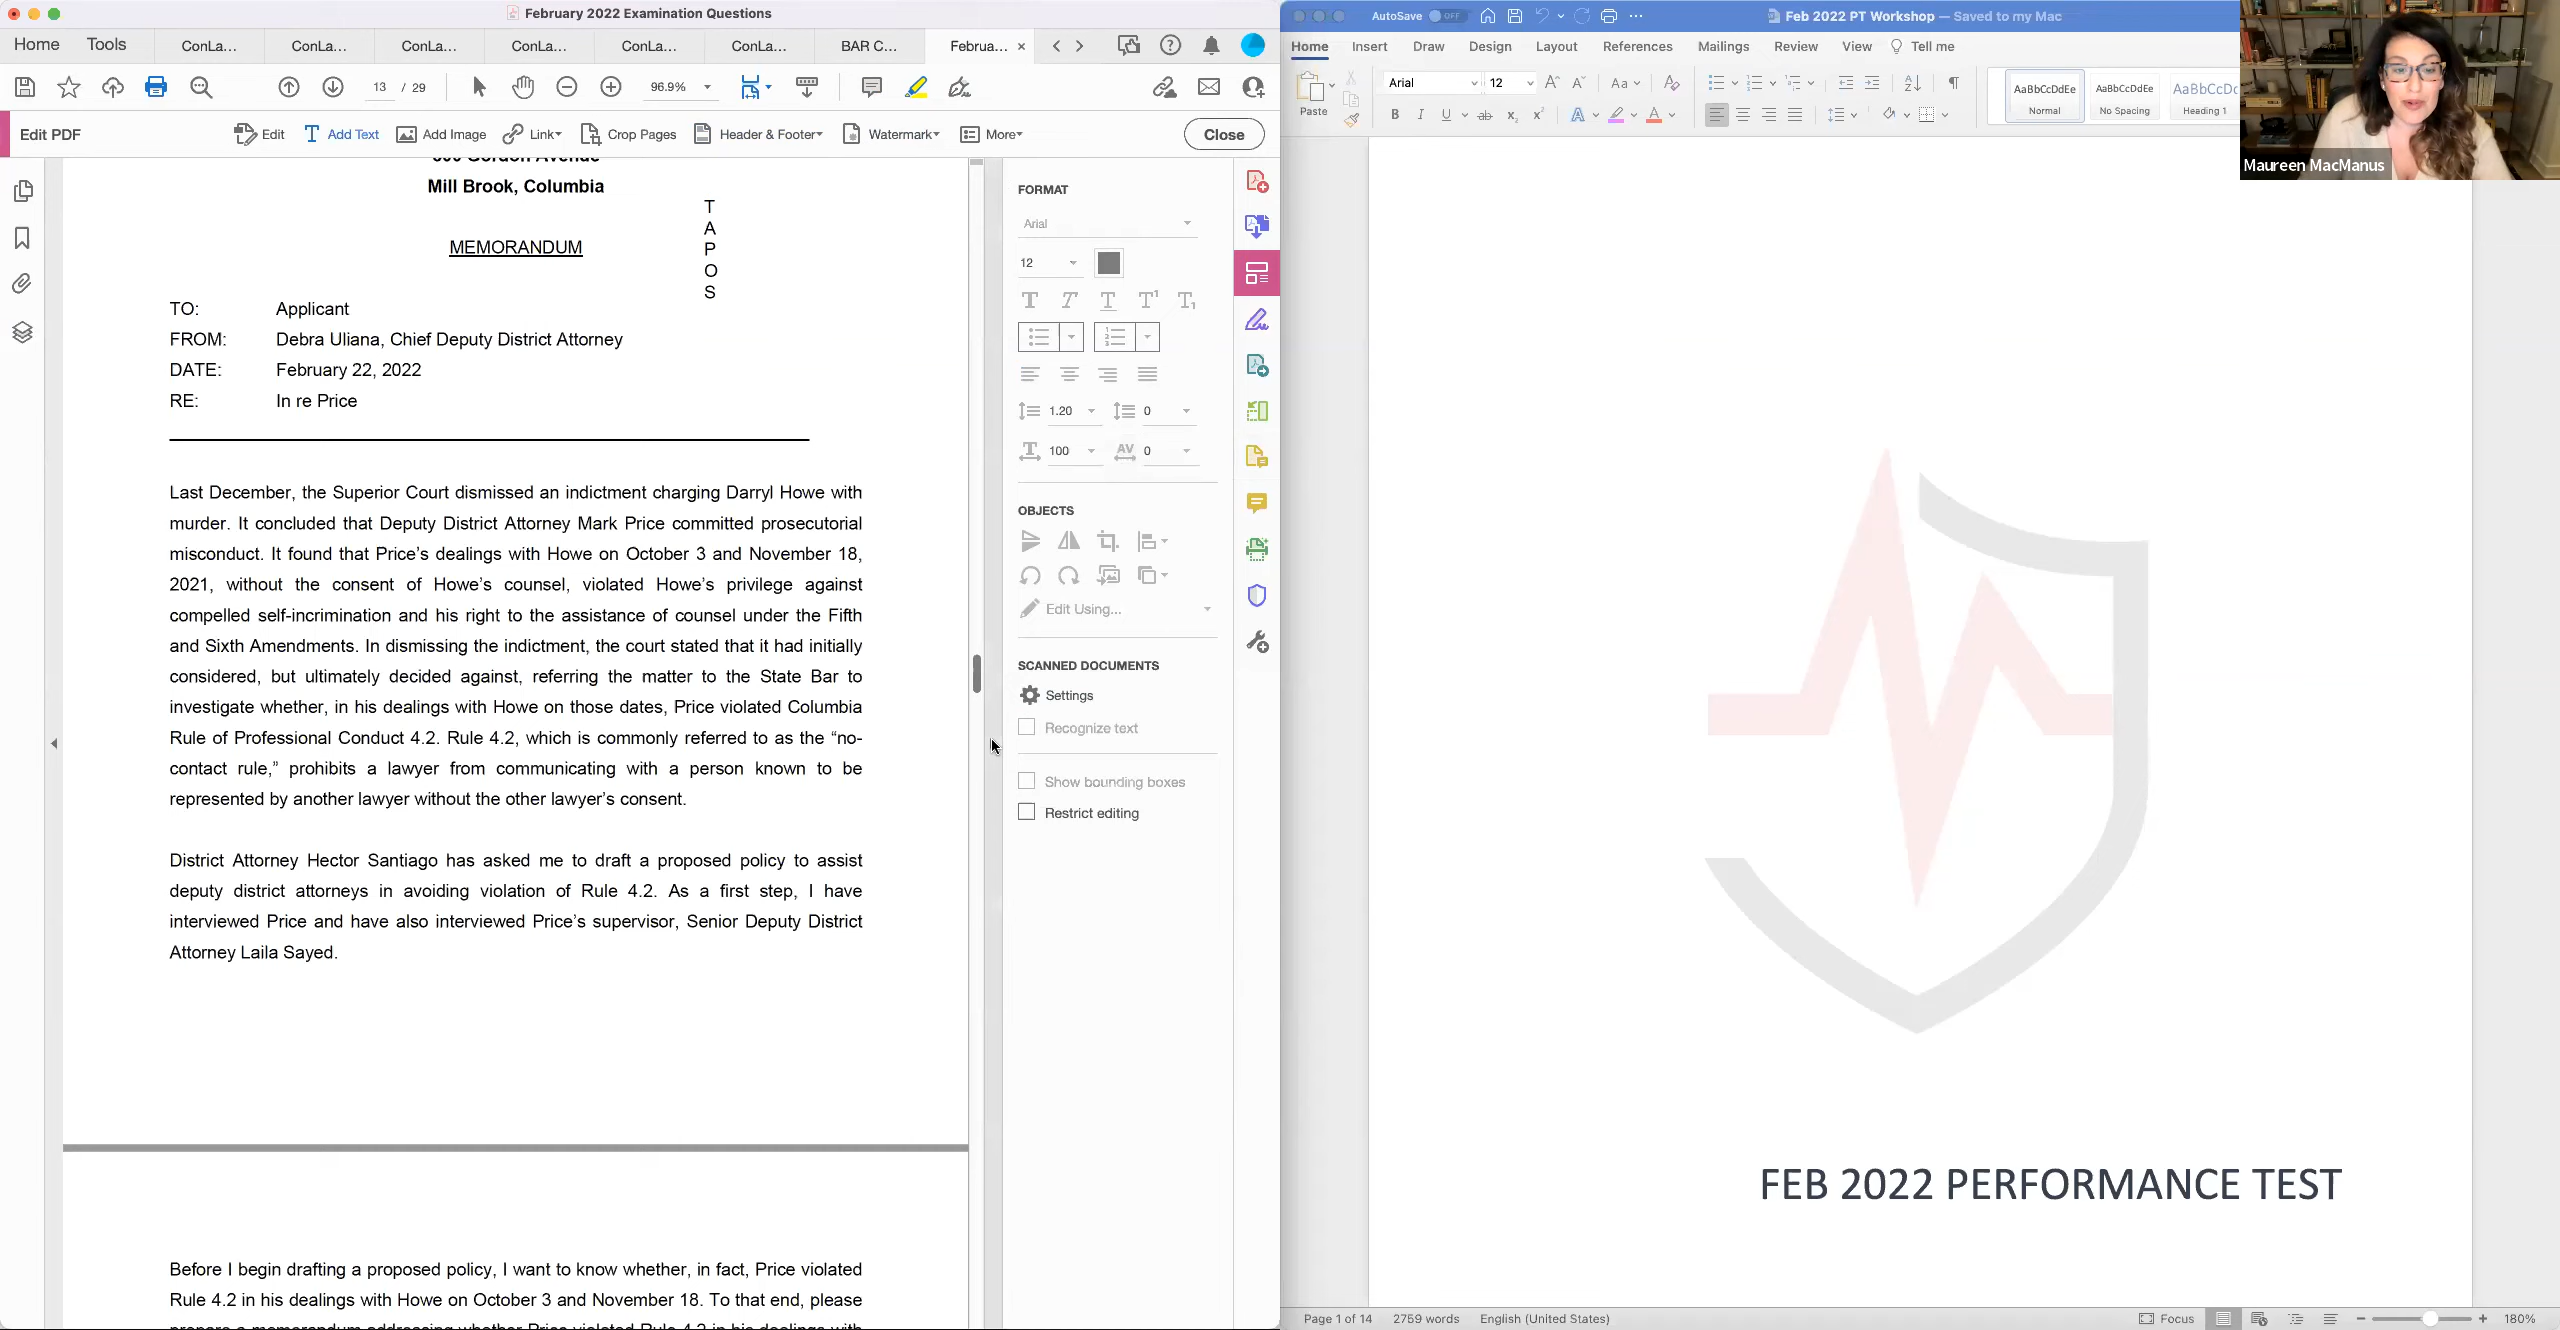 February 2022 Examination Questions
Home Tools ConLa... ConLa... ConLa... ConLa... ConLa... ConLa... BAR C... Februa... ×
13 / 29 96.9%
Edit PDF Edit Add Text Add Image Link Crop Pages Header & Footer Watermark More Close
Mill Brook, Columbia
T
A
P
O
S
MEMORANDUM
TO: Applicant
FROM: Debra Uliana, Chief Deputy District Attorney
DATE: February 22, 2022
RE: In re Price
Last December, the Superior Court dismissed an indictment charging Darryl Howe with
murder. It concluded that Deputy District Attorney Mark Price committed prosecutorial
misconduct. It found that Price's dealings with Howe on October 3 and November 18,
2021, without the consent of Howe's counsel, violated Howe's privilege against
compelled self-incrimination and his right to the assistance of counsel under the Fifth
and Sixth Amendments. In dismissing the indictment, the court stated that it had initially
considered, but ultimately decided against, referring the matter to the State Bar to
investigate whether, in his dealings with Howe on those dates, Price violated Columbia
Rule of Professional Conduct 4.2. Rule 4.2, which is commonly referred to as the “no-
contact rule,” prohibits a lawyer from communicating with a person known to be
represented by another lawyer without the other lawyer's consent.
District Attorney Hector Santiago has asked me to draft a proposed policy to assist
deputy district attorneys in avoiding violation of Rule 4.2. As a first step, I have
interviewed Price and have also interviewed Price's supervisor, Senior Deputy District
Attorney Laila Sayed.
Before I begin drafting a proposed policy, I want to know whether, in fact, Price violated
Rule 4.2 in his dealings with Howe on October 3 and November 18. To that end, please
prepare a memorandum addressing whether Price violated Rule 4.2 in his dealings with
FORMAT
Arial
12
1.20 0
100 0
OBJECTS
Edit Using...
SCANNED DOCUMENTS
Settings
Recognize text
Show bounding boxes
Restrict editing
AutoSave OFF Feb 2022 PT Workshop — Saved to my Mac
Home Insert Draw Design Layout References Mailings Review View Tell me
Paste Arial 12
AaBbCcDdEe AaBbCcDdEe AaBbCcDc
Normal No Spacing Heading 1
Maureen MacManus
FEB 2022 PERFORMANCE TEST
Page 1 of 14 2759 words English (United States) Focus 180%